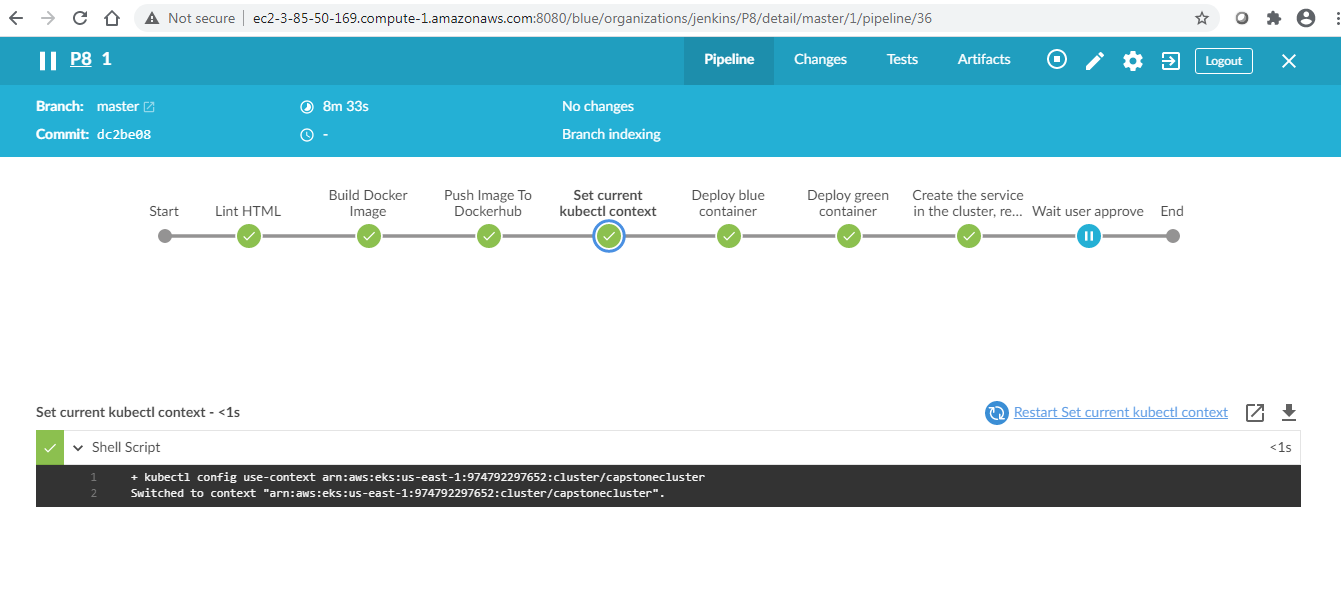 Not secure ec2-3-85-50-169.compute-1.amazonaws.com:8080/blue/organizations/jenkins/P8/detail/master/1/pipeline/36
P8 1 Pipeline Changes Tests Artifacts Logout
Branch: master 8m 33s No changes
Commit: dc2be08 - Branch indexing
Start
Lint HTML
Build Docker
Image
Push Image To
Dockerhub
Set current
kubectl context
Deploy blue
container
Deploy green
container
Create the service
in the cluster, re...
Wait user approve
End
Set current kubectl context - <1s Restart Set current kubectl context
Shell Script <1s
1 + kubectl config use-context arn:aws:eks:us-east-1:974792297652:cluster/capstonecluster
2 Switched to context "arn:aws:eks:us-east-1:974792297652:cluster/capstonecluster".